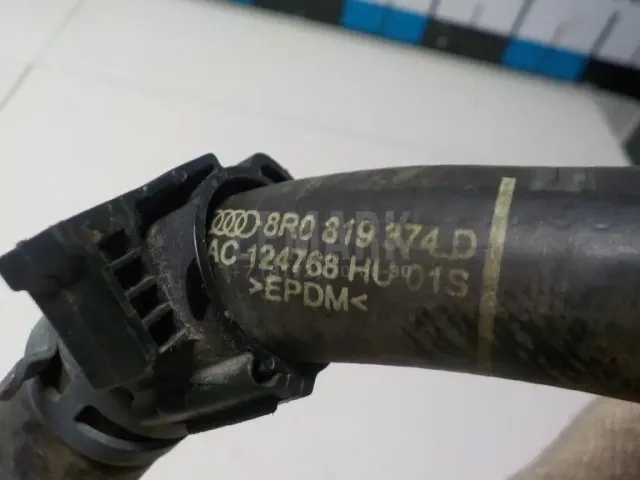 8R0 819 374 D
AC-124768 HU 01S
>EPDM<